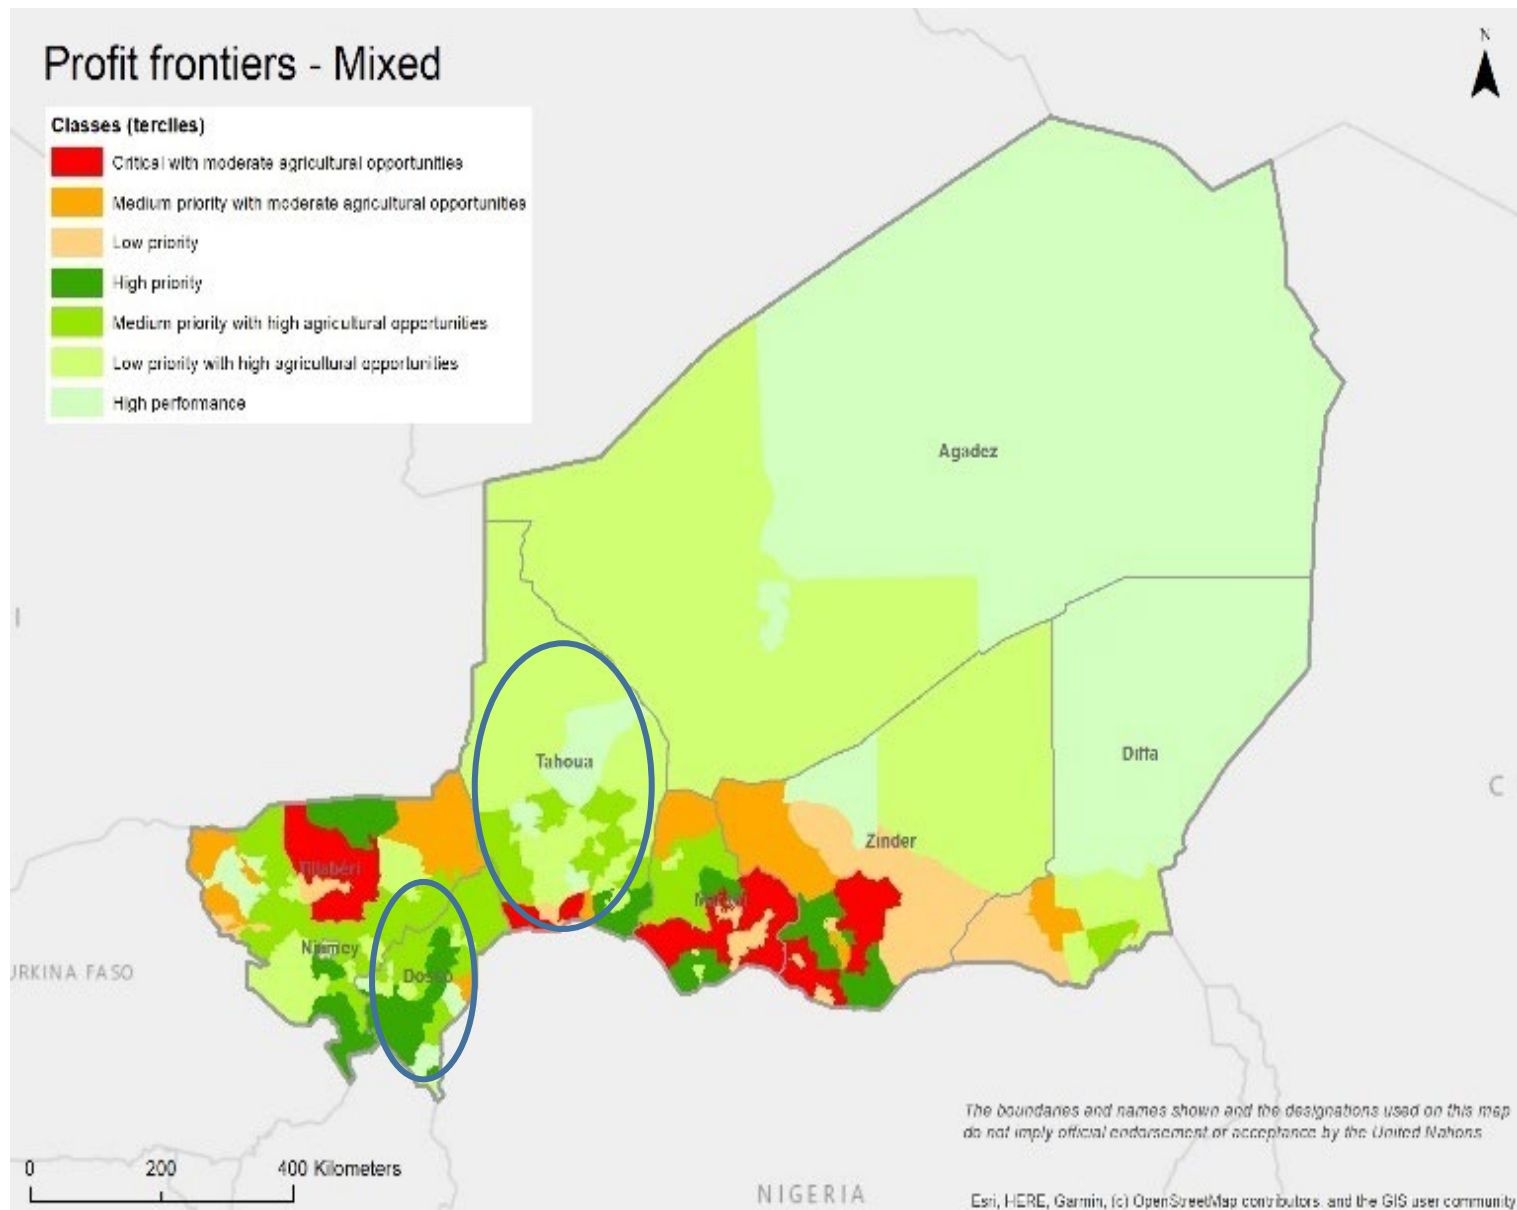 Profit frontiers - Mixed
N
Classes (terciles)
Critical with moderate agricultural opportunities
Medium priority with moderate agricultural opportunities
Low priority
High priority
Medium priority with high agricultural opportunities
Low priority with high agricultural opportunities
High performance
Agadez
I
Tahoua
Diffa
C
Zinder
Tillabéri
Niamey
Dosso
URKINA FASO
The boundaries and names shown and the designations used on this map
do not imply official endorsement or acceptance by the United Nations
0 200 400 Kilometers
NIGERIA
Esri, HERE, Garmin, (c) OpenStreetMap contributors, and the GIS user community